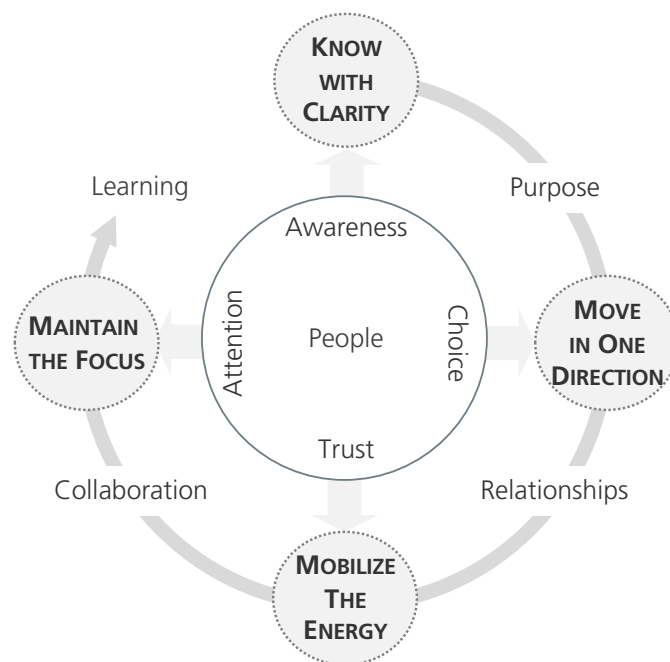 KNOW
WITH
CLARITY
Learning
Purpose
Awareness
Attention
People
Choice
MAINTAIN
THE FOCUS
MOVE
IN ONE
DIRECTION
Trust
Collaboration
Relationships
MOBILIZE
THE
ENERGY